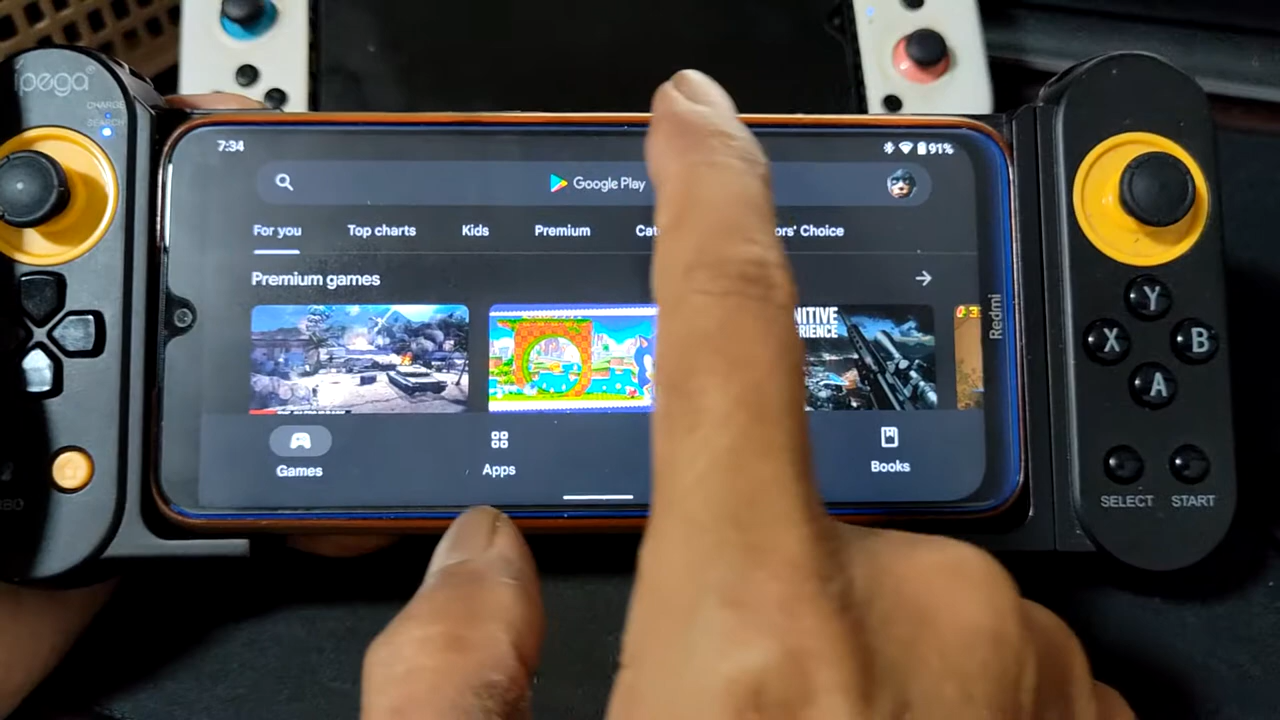 ipega
CHARGE
SEARCH
7:34
91%
Google Play
For you
Top charts
Kids
Premium
ors' Choice
Premium games
NITIVE
ERIENCE
Redmi
Games
Apps
Books
Y
X
B
A
SELECT
START